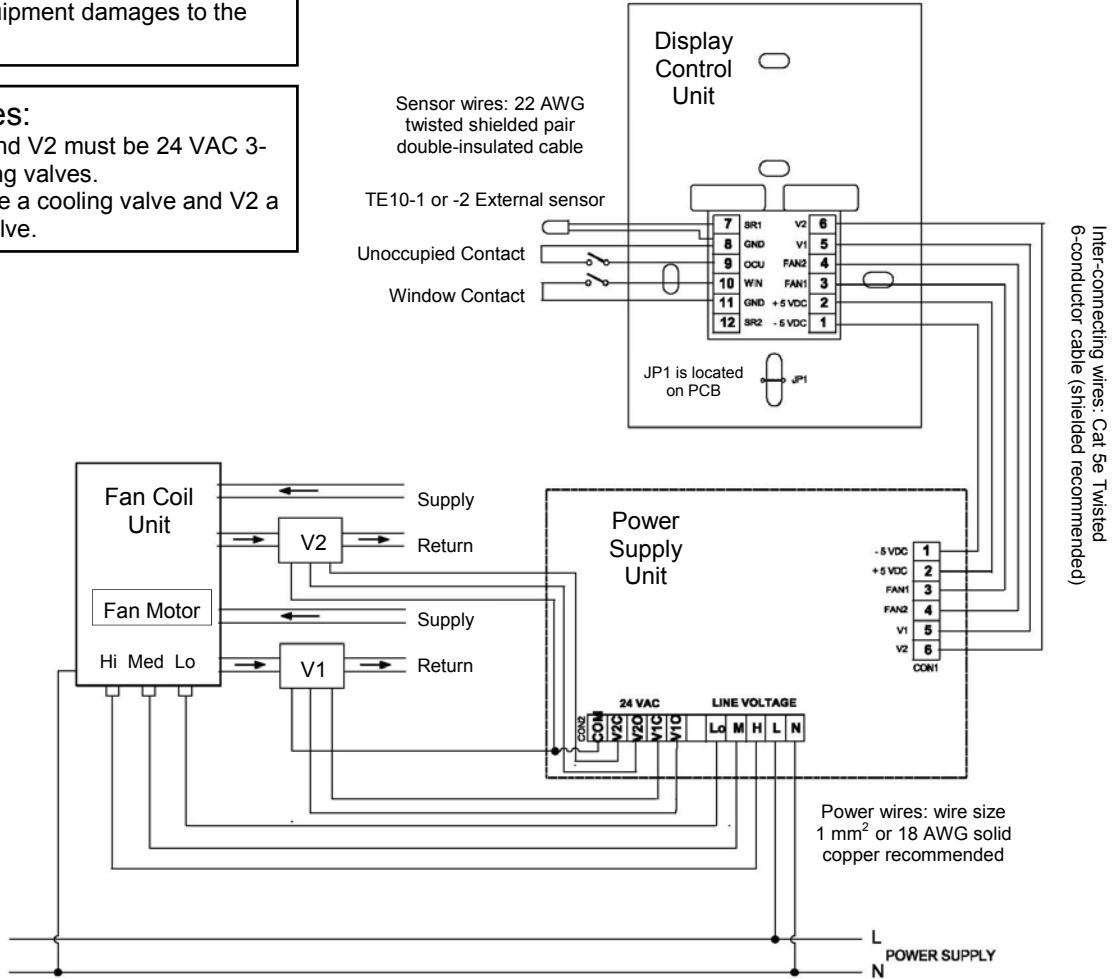 uipment damages to the
es:
nd V2 must be 24 VAC 3-
ng valves.
e a cooling valve and V2 a
lve.
Sensor wires: 22 AWG
twisted shielded pair
double-insulated cable
TE10-1 or -2 External sensor
Unoccupied Contact
Window Contact
Display
Control
Unit
7 SR1 V2 6
8 GND V1 5
9 OCU FAN2 4
10 WIN FAN1 3
11 GND +5 VDC 2
12 SR2 -5 VDC 1
JP1 is located
on PCB
JP1
Inter-connecting wires: Cat 5e Twisted
6-conductor cable (shielded recommended)
Fan Coil
Unit
Supply
V2
Return
Fan Motor
Supply
Hi Med Lo
V1
Return
Power
Supply
Unit
-5 VDC 1
+5 VDC 2
FAN1 3
FAN2 4
V1 5
V2 6
CON1
24 VAC LINE VOLTAGE
CON2 COM V2C V2O V1C V1O Lo M H L N
Power wires: wire size
1 mm² or 18 AWG solid
copper recommended
L
POWER SUPPLY
N